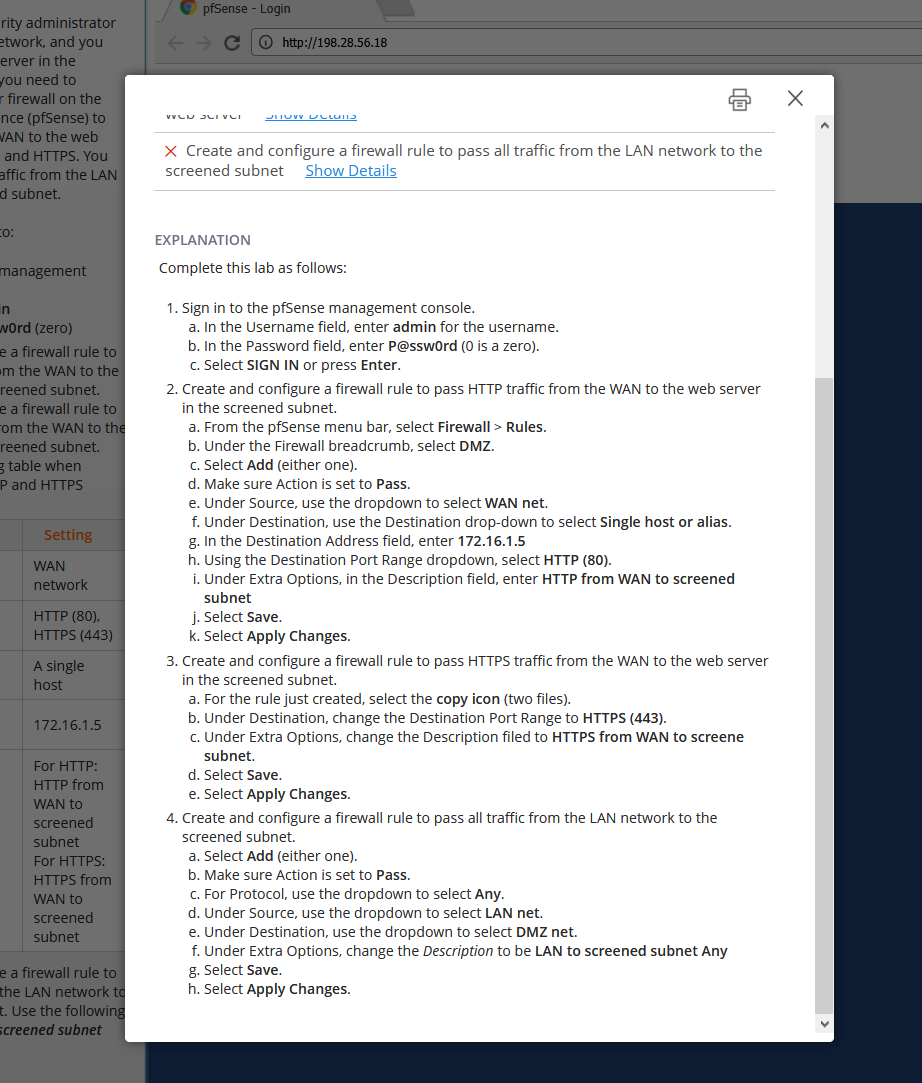 pfSense - Login
http://198.28.56.18
rity administrator
etwork, and you
erver in the
you need to
r firewall on the
nce (pfSense) to
WAN to the web
and HTTPS. You
affic from the LAN
d subnet.
to:
management
in
w0rd (zero)
e a firewall rule to
om the WAN to the
reened subnet.
e a firewall rule to
rom the WAN to the
reened subnet.
g table when
P and HTTPS
Setting
WAN
network
HTTP (80),
HTTPS (443)
A single
host
172.16.1.5
For HTTP:
HTTP from
WAN to
screened
subnet
For HTTPS:
HTTPS from
WAN to
screened
subnet
e a firewall rule to
the LAN network to
t. Use the following
screened subnet
web server Show Details
Create and configure a firewall rule to pass all traffic from the LAN network to the
screened subnet Show Details
EXPLANATION
Complete this lab as follows:
1. Sign in to the pfSense management console.
a. In the Username field, enter admin for the username.
b. In the Password field, enter P@ssw0rd (0 is a zero).
c. Select SIGN IN or press Enter.
2. Create and configure a firewall rule to pass HTTP traffic from the WAN to the web server
in the screened subnet.
a. From the pfSense menu bar, select Firewall > Rules.
b. Under the Firewall breadcrumb, select DMZ.
c. Select Add (either one).
d. Make sure Action is set to Pass.
e. Under Source, use the dropdown to select WAN net.
f. Under Destination, use the Destination drop-down to select Single host or alias.
g. In the Destination Address field, enter 172.16.1.5
h. Using the Destination Port Range dropdown, select HTTP (80).
i. Under Extra Options, in the Description field, enter HTTP from WAN to screened
subnet
j. Select Save.
k. Select Apply Changes.
3. Create and configure a firewall rule to pass HTTPS traffic from the WAN to the web server
in the screened subnet.
a. For the rule just created, select the copy icon (two files).
b. Under Destination, change the Destination Port Range to HTTPS (443).
c. Under Extra Options, change the Description filed to HTTPS from WAN to screene
subnet.
d. Select Save.
e. Select Apply Changes.
4. Create and configure a firewall rule to pass all traffic from the LAN network to the
screened subnet.
a. Select Add (either one).
b. Make sure Action is set to Pass.
c. For Protocol, use the dropdown to select Any.
d. Under Source, use the dropdown to select LAN net.
e. Under Destination, use the dropdown to select DMZ net.
f. Under Extra Options, change the Description to be LAN to screened subnet Any
g. Select Save.
h. Select Apply Changes.